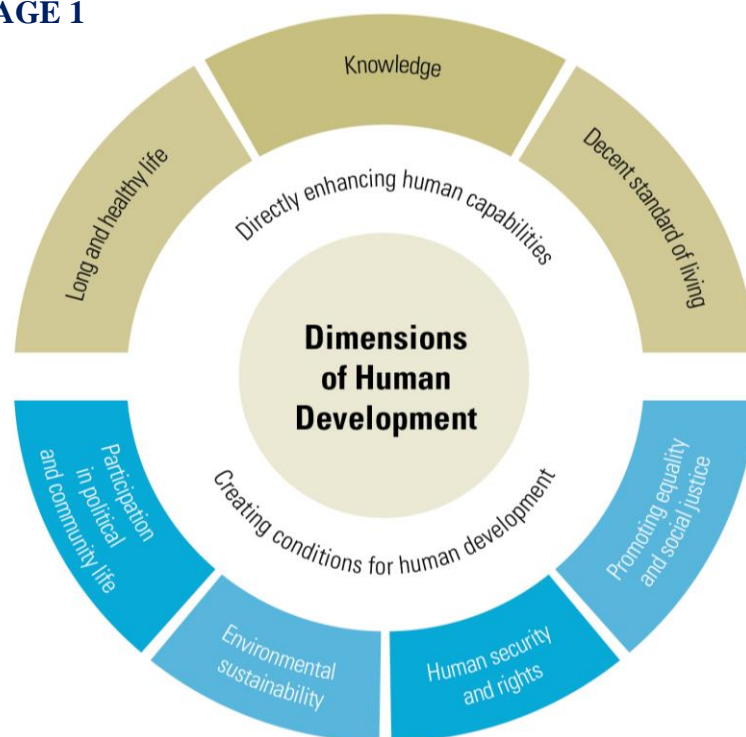 AGE 1
Knowledge
Long and healthy life
Decent standard of living
Directly enhancing human capabilities
Dimensions
of Human
Development
Creating conditions for human development
Participation
in political
and community life
Environmental
sustainability
Human security
and rights
Promoting equality
and social justice